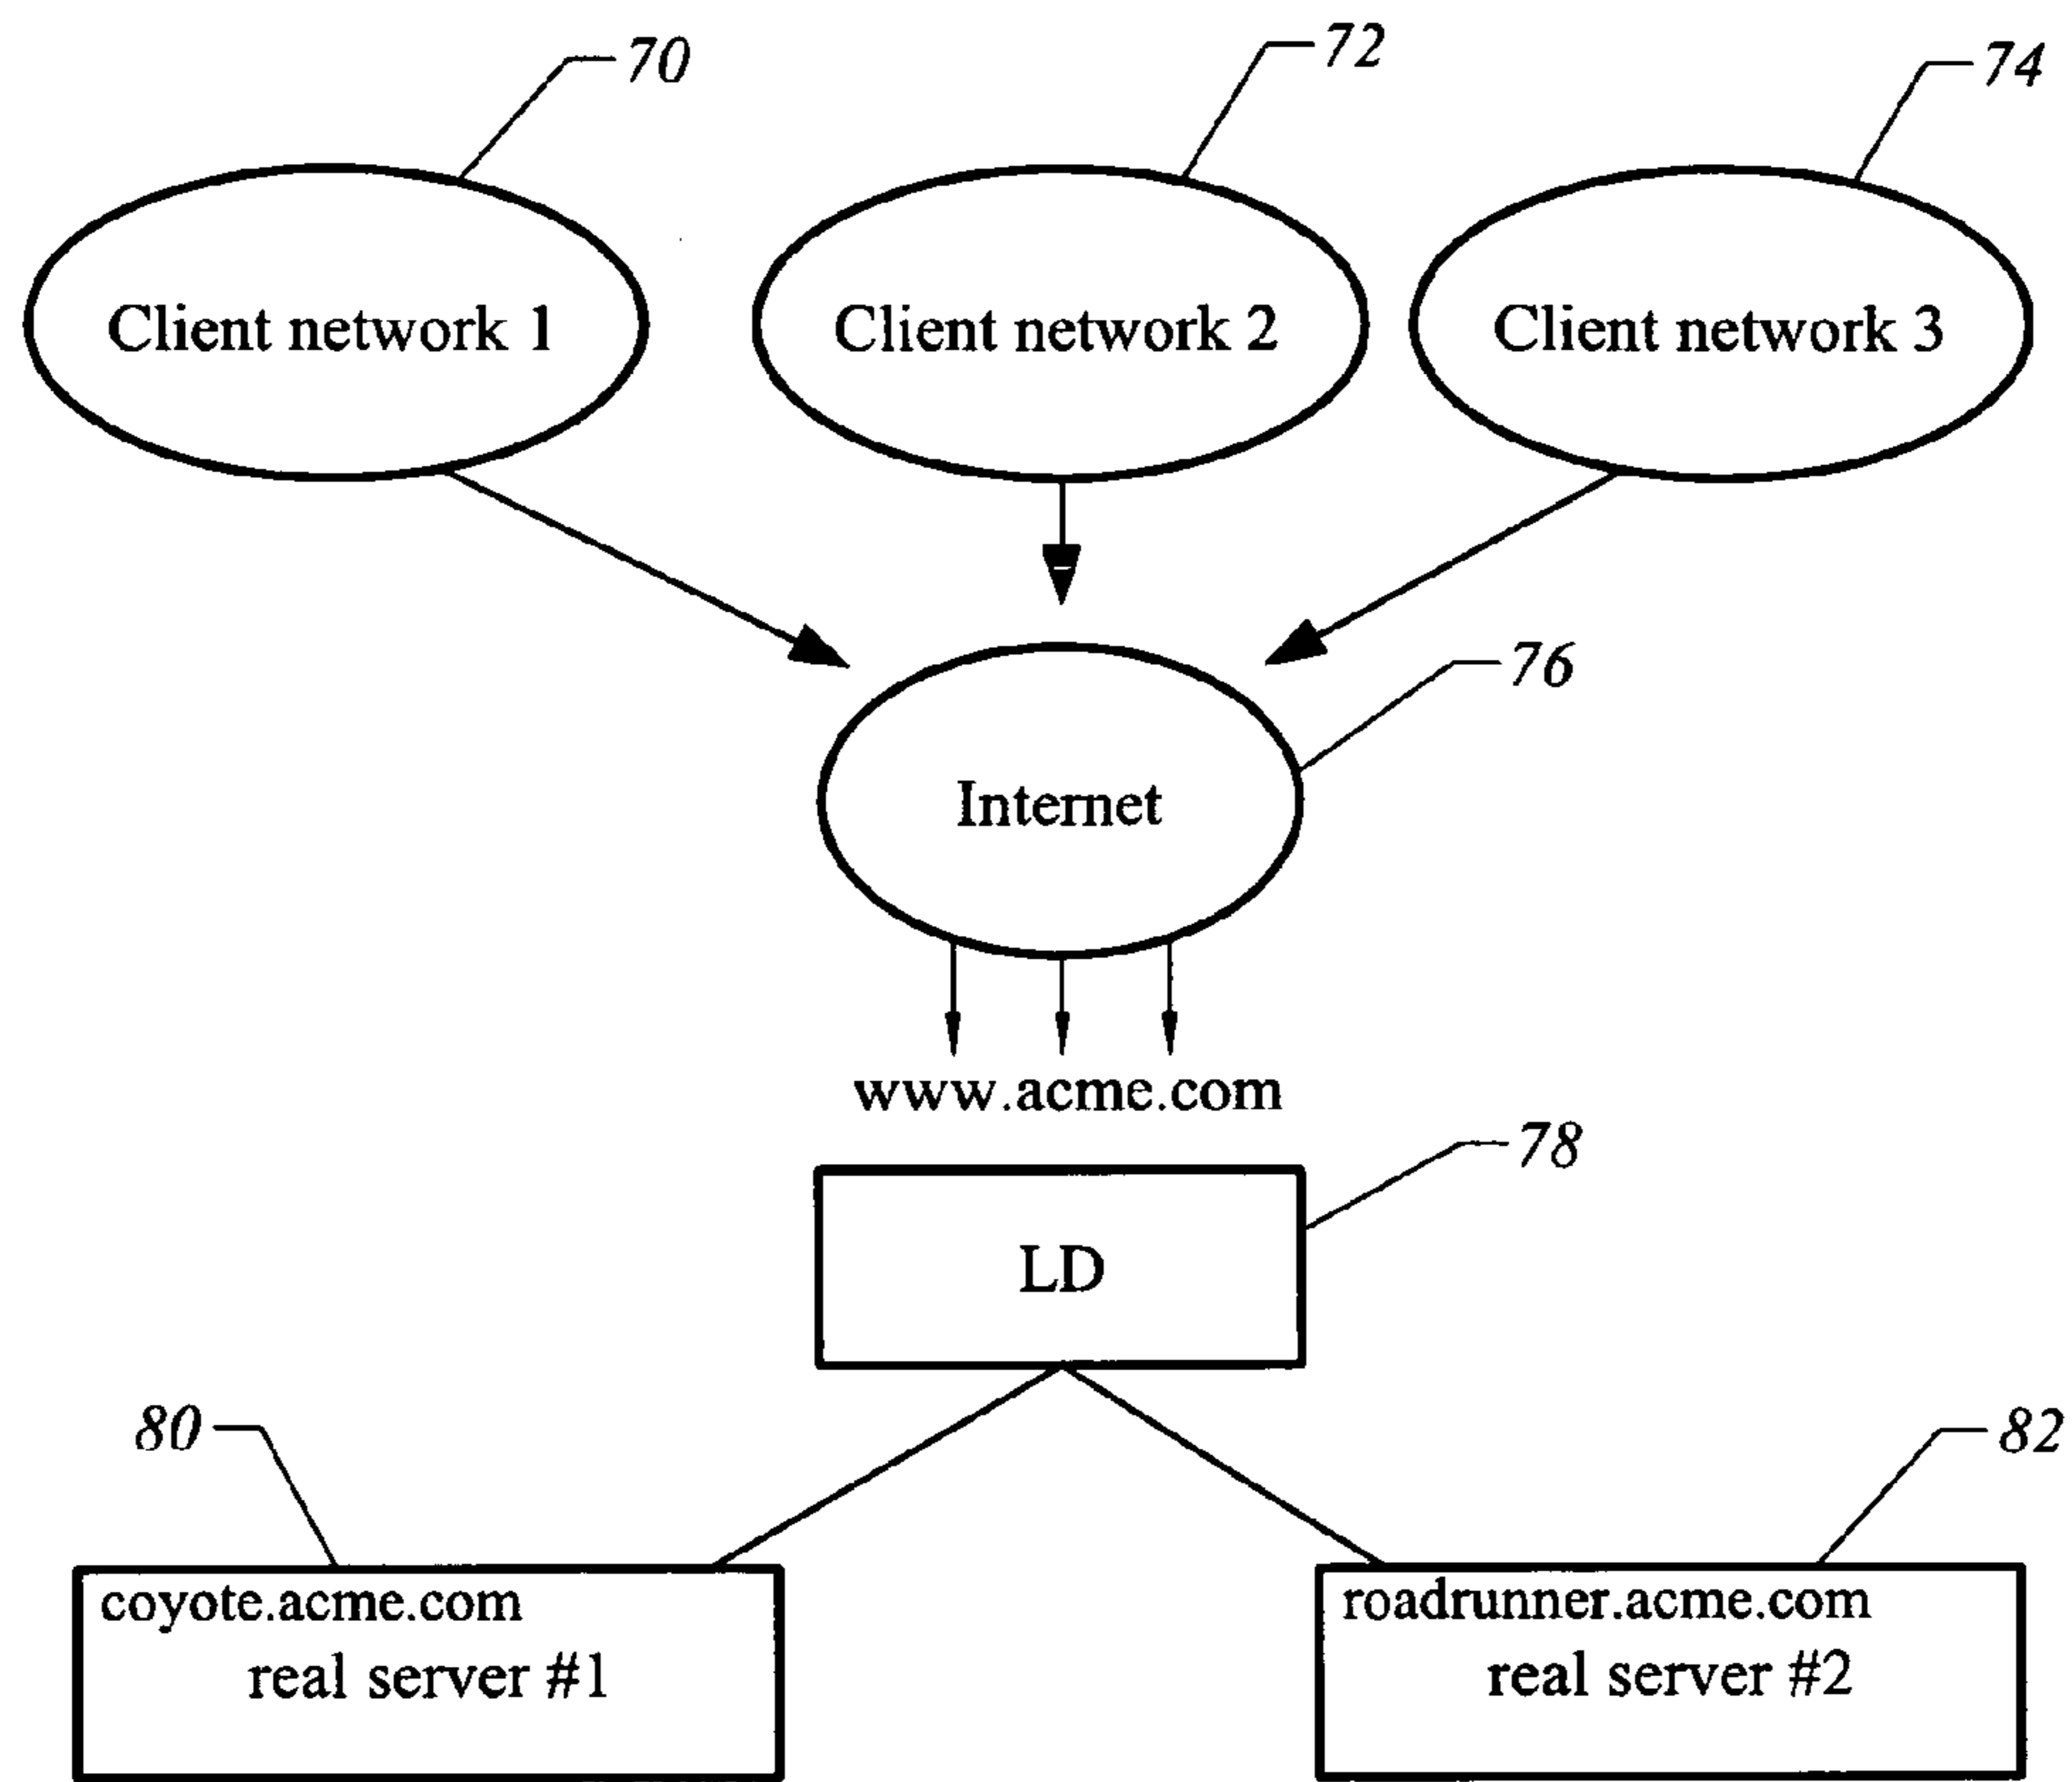 70
72
74
Client network 1
Client network 2
Client network 3
76
Internet
www.acme.com
78
LD
80
82
coyote.acme.com
real server #1
roadrunner.acme.com
real server #2